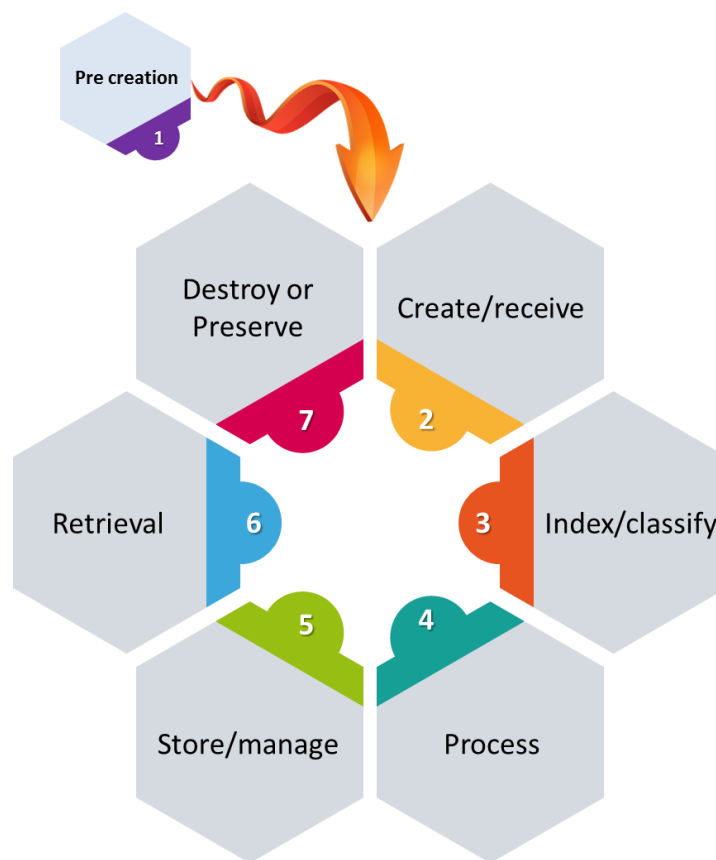 Pre creation
1
Create/receive
2
Index/classify
3
Process
4
Store/manage
5
Retrieval
6
Destroy or
Preserve
7